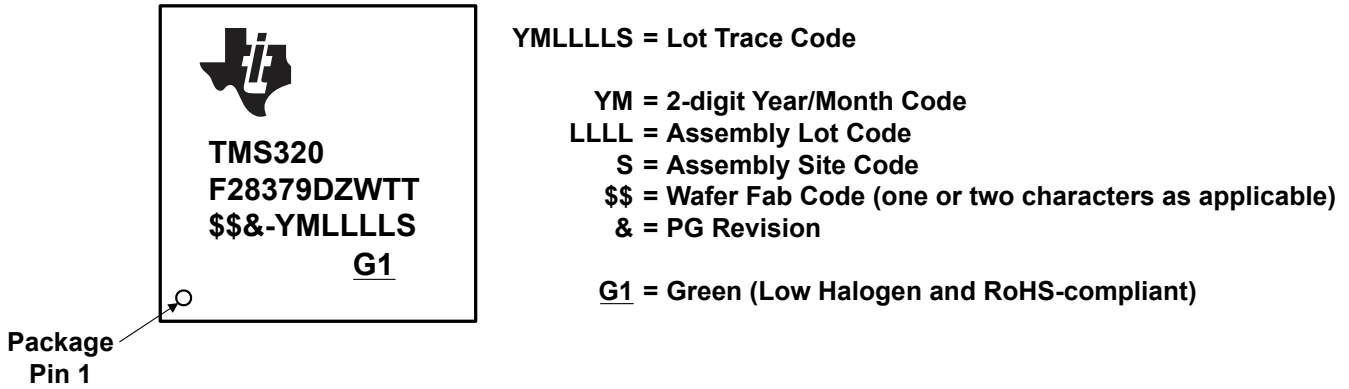 TMS320
F28379DZWTT
$$&-YMLLLLS
G1
Package
Pin 1
YMLLLLS = Lot Trace Code
YM = 2-digit Year/Month Code
LLLL = Assembly Lot Code
S = Assembly Site Code
$$ = Wafer Fab Code (one or two characters as applicable)
& = PG Revision
G1 = Green (Low Halogen and RoHS-compliant)